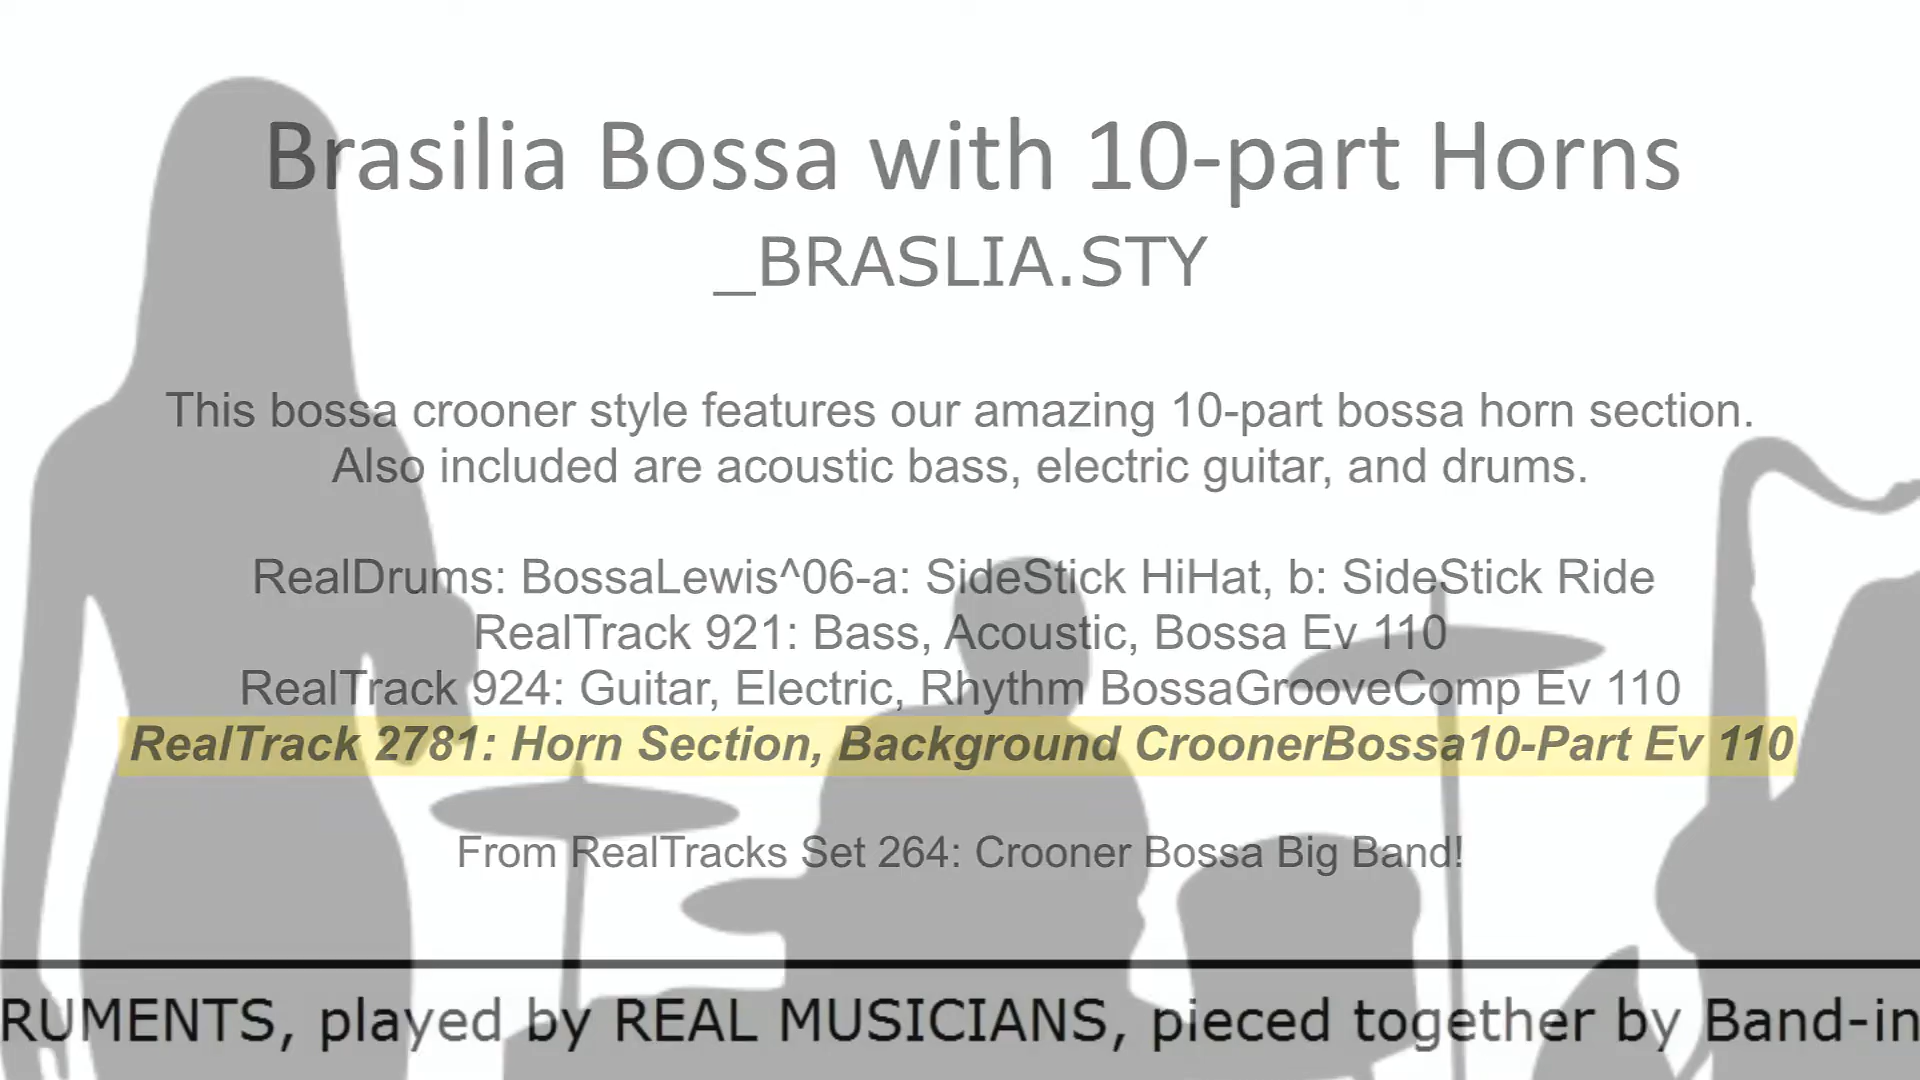 Brasilia Bossa with 10-part Horns
_BRASLIA.STY
This bossa crooner style features our amazing 10-part bossa horn section.
Also included are acoustic bass, electric guitar, and drums.
RealDrums: BossaLewis^06-a: SideStick HiHat, b: SideStick Ride
RealTrack 921: Bass, Acoustic, Bossa Ev 110
RealTrack 924: Guitar, Electric, Rhythm BossaGrooveComp Ev 110
RealTrack 2781: Horn Section, Background CroonerBossa10-Part Ev 110
From RealTracks Set 264: Crooner Bossa Big Band!
RUMENTS, played by REAL MUSICIANS, pieced together by Band-in